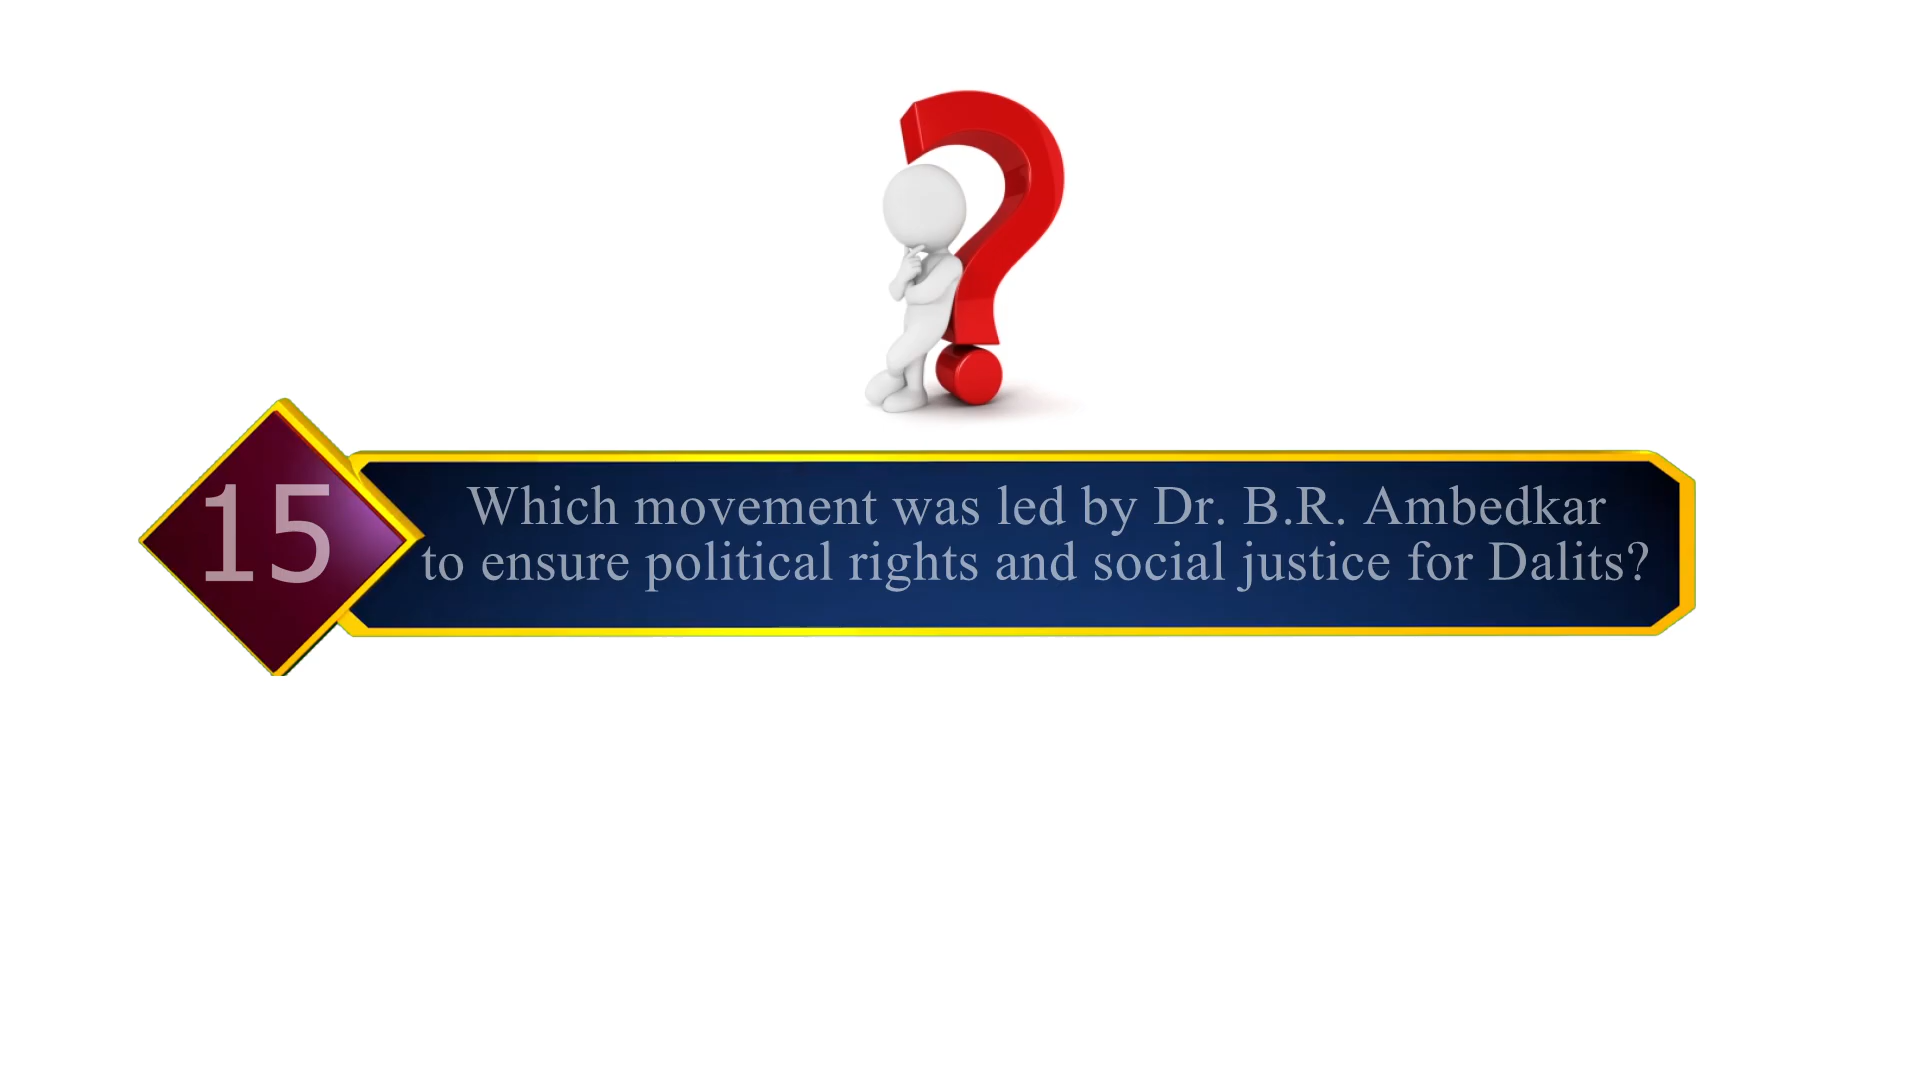 15
Which movement was led by Dr. B.R. Ambedkar
to ensure political rights and social justice for Dalits?